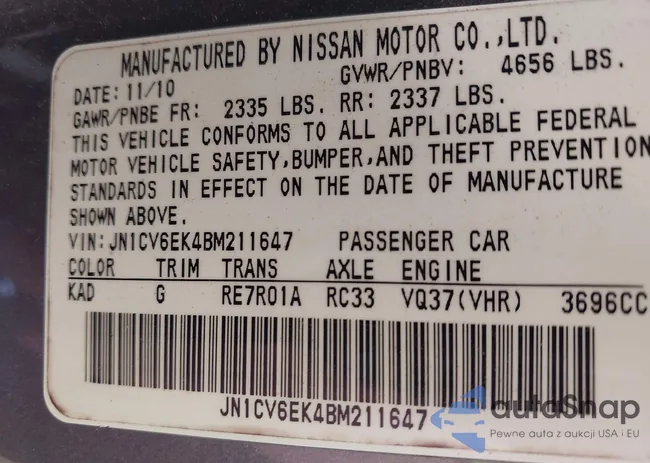 MANUFACTURED BY NISSAN MOTOR CO.,LTD.
DATE:11/10 GVWR/PNBV: 4656 LBS.
GAWR/PNBE FR: 2335 LBS. RR: 2337 LBS.
THIS VEHICLE CONFORMS TO ALL APPLICABLE FEDERAL
MOTOR VEHICLE SAFETY,BUMPER,AND THEFT PREVENTION
STANDARDS IN EFFECT ON THE DATE OF MANUFACTURE
SHOWN ABOVE.
VIN:JN1CV6EK4BM211647 PASSENGER CAR
COLOR TRIM TRANS AXLE ENGINE
KAD G RE7R01A RC33 VQ37(VHR) 3696CC
JN1CV6EK4BM211647
autoSnap
Pewne auta z aukcji USA i EU